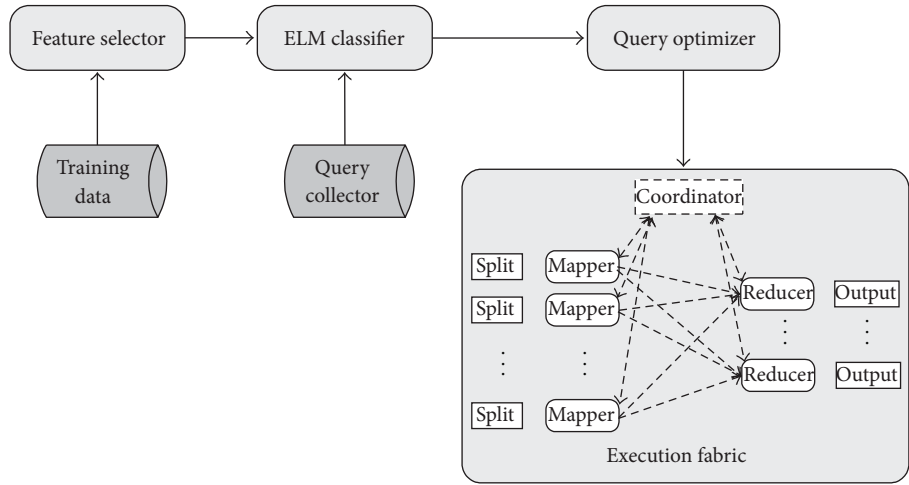 Feature selector
ELM classifier
Query optimizer
Training
data
Query
collector
Coordinator
Split
Mapper
Split
Mapper
Reducer
Output
Reducer
Output
Split
Mapper
Execution fabric